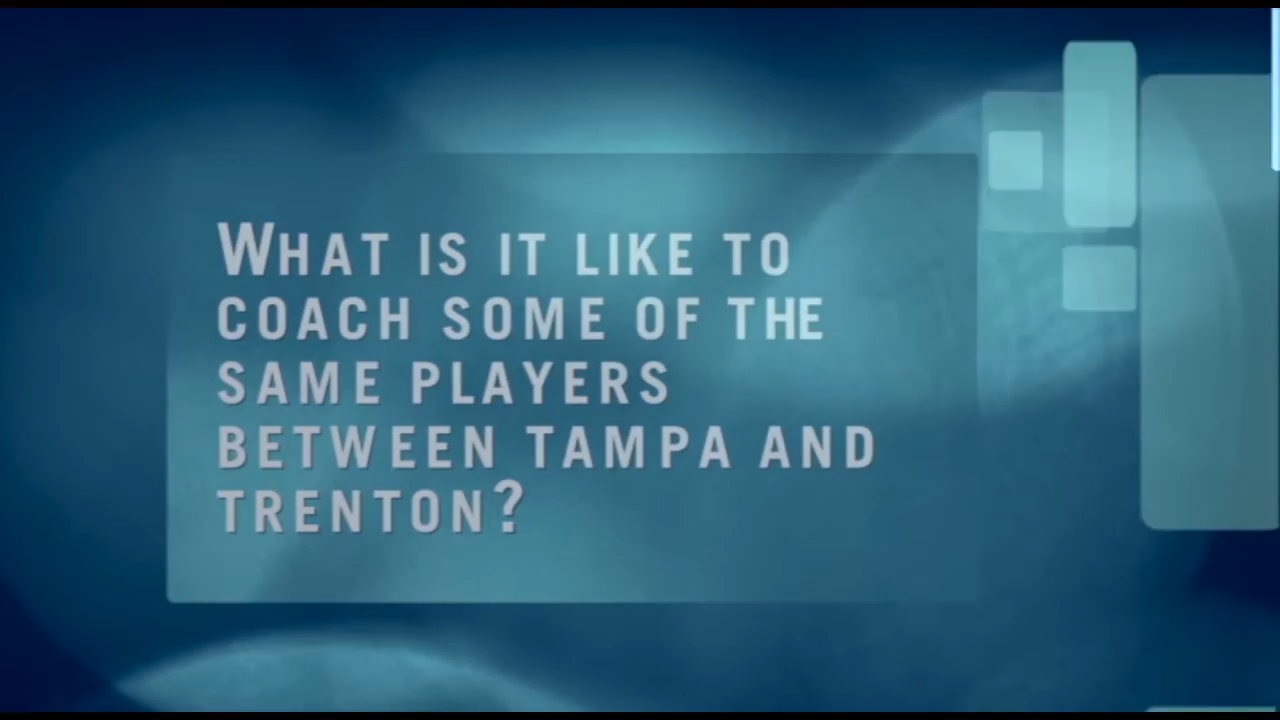 WHAT IS IT LIKE TO
COACH SOME OF THE
SAME PLAYERS
BETWEEN TAMPA AND
TRENTON?